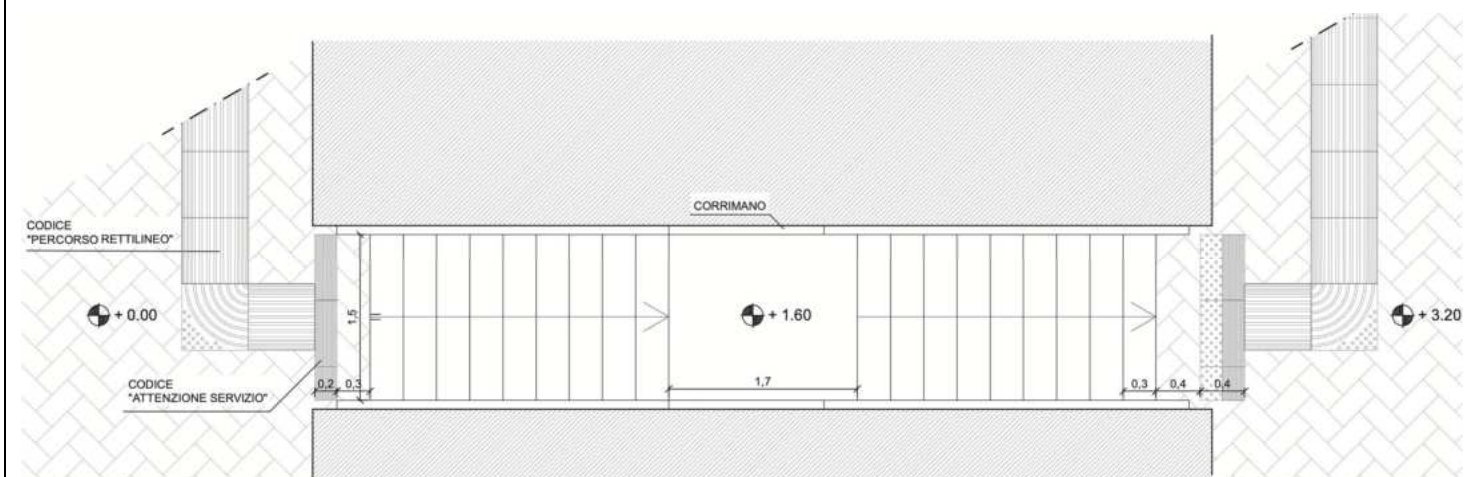 CORRIMANO
CODICE
"PERCORSO RETTILINEO"
+ 0.00
1,5
+ 1.60
+ 3.20
CODICE
"ATTENZIONE SERVIZIO"
0,2
0,3
1,7
0,3
0,4
0,4